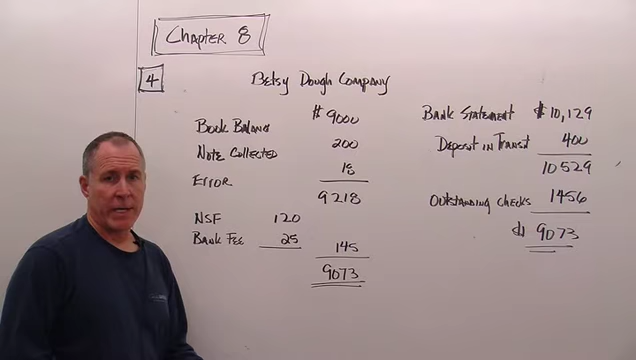 Chapter 8
4
Betsy Dough Company
Book Balance $ 9000
Note Collected 200
Error 18
9218
NSF 120
Bank Fee 25 145
9073
Bank Statement $ 10,129
Deposit in Transit 400
10529
Outstanding Checks 1456
$ 9073